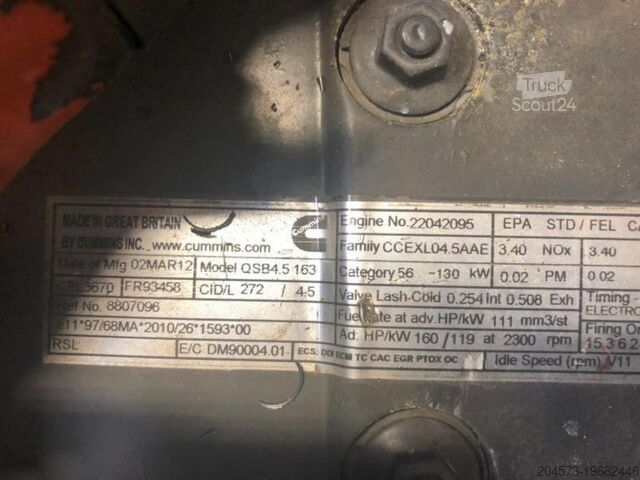 Truck
Scout24
MADE IN GREAT BRITAIN
BY CUMMINS INC. www.cummins.com
Cummins
Date of Mfg 02MAR12 Model QSB4.5 163
CPL3670 FR93458 CID/L 272 / 4.5
Ref No. 8807096
e11*97/68MA*2010/26*1593*00
RSL E/C DM90004.01 ECS: DDI ECM TC CAC EGR PTOX OC
Engine No.22042095 EPA STD / FEL CA
Family CCEXL04.5AAE 3.40 NOx 3.40
Category 56 -130 kW 0.02 PM 0.02
Valve Lash-Cold 0.254 Int 0.508 Exh Timing
Fuel rate at adv. HP/kW 111 mm3/st ELECTRO
Ad. HP/kW 160 /119 at 2300 rpm Firing Or
15362
Idle Speed (rpm)
204573-19682446